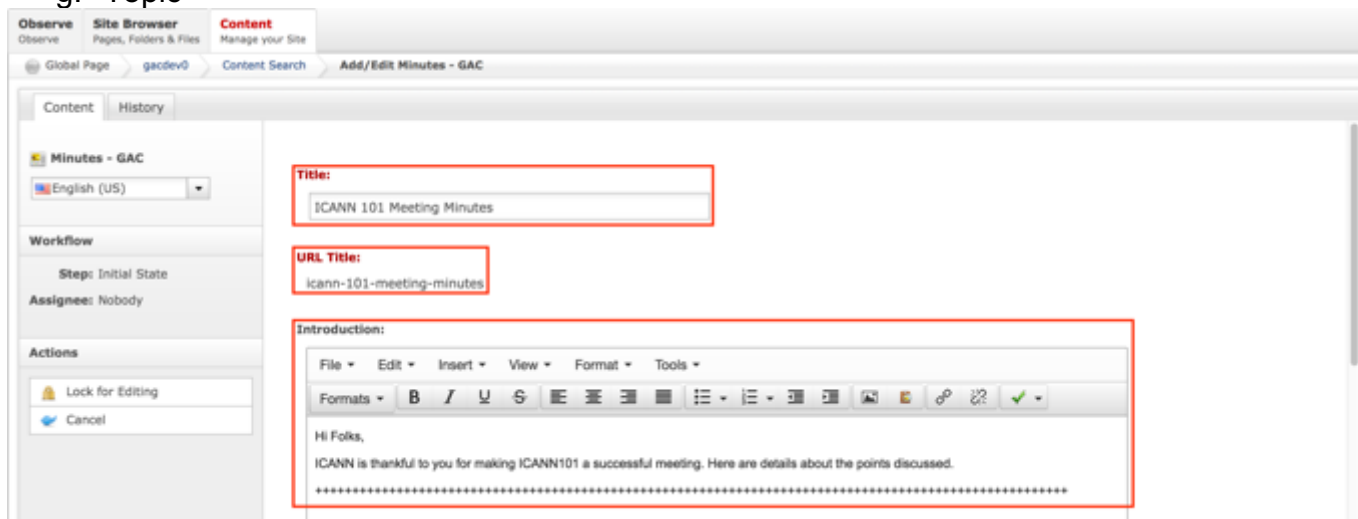 g. Topic
Observe Site Browser Content
Observe Pages, Folders & Files Manage your Site
Global Page gacdev0 Content Search Add/Edit Minutes - GAC
Content History
Minutes - GAC
English (US)
Workflow
Step: Initial State
Assignee: Nobody
Actions
Lock for Editing
Cancel
Title:
ICANN 101 Meeting Minutes
URL Title:
icann-101-meeting-minutes
Introduction:
File Edit Insert View Format Tools
Formats B I U S
Hi Folks,
ICANN is thankful to you for making ICANN101 a successful meeting. Here are details about the points discussed.
++++++++++++++++++++++++++++++++++++++++++++++++++++++++++++++++++++++++++++++++++++++++++++++++++++